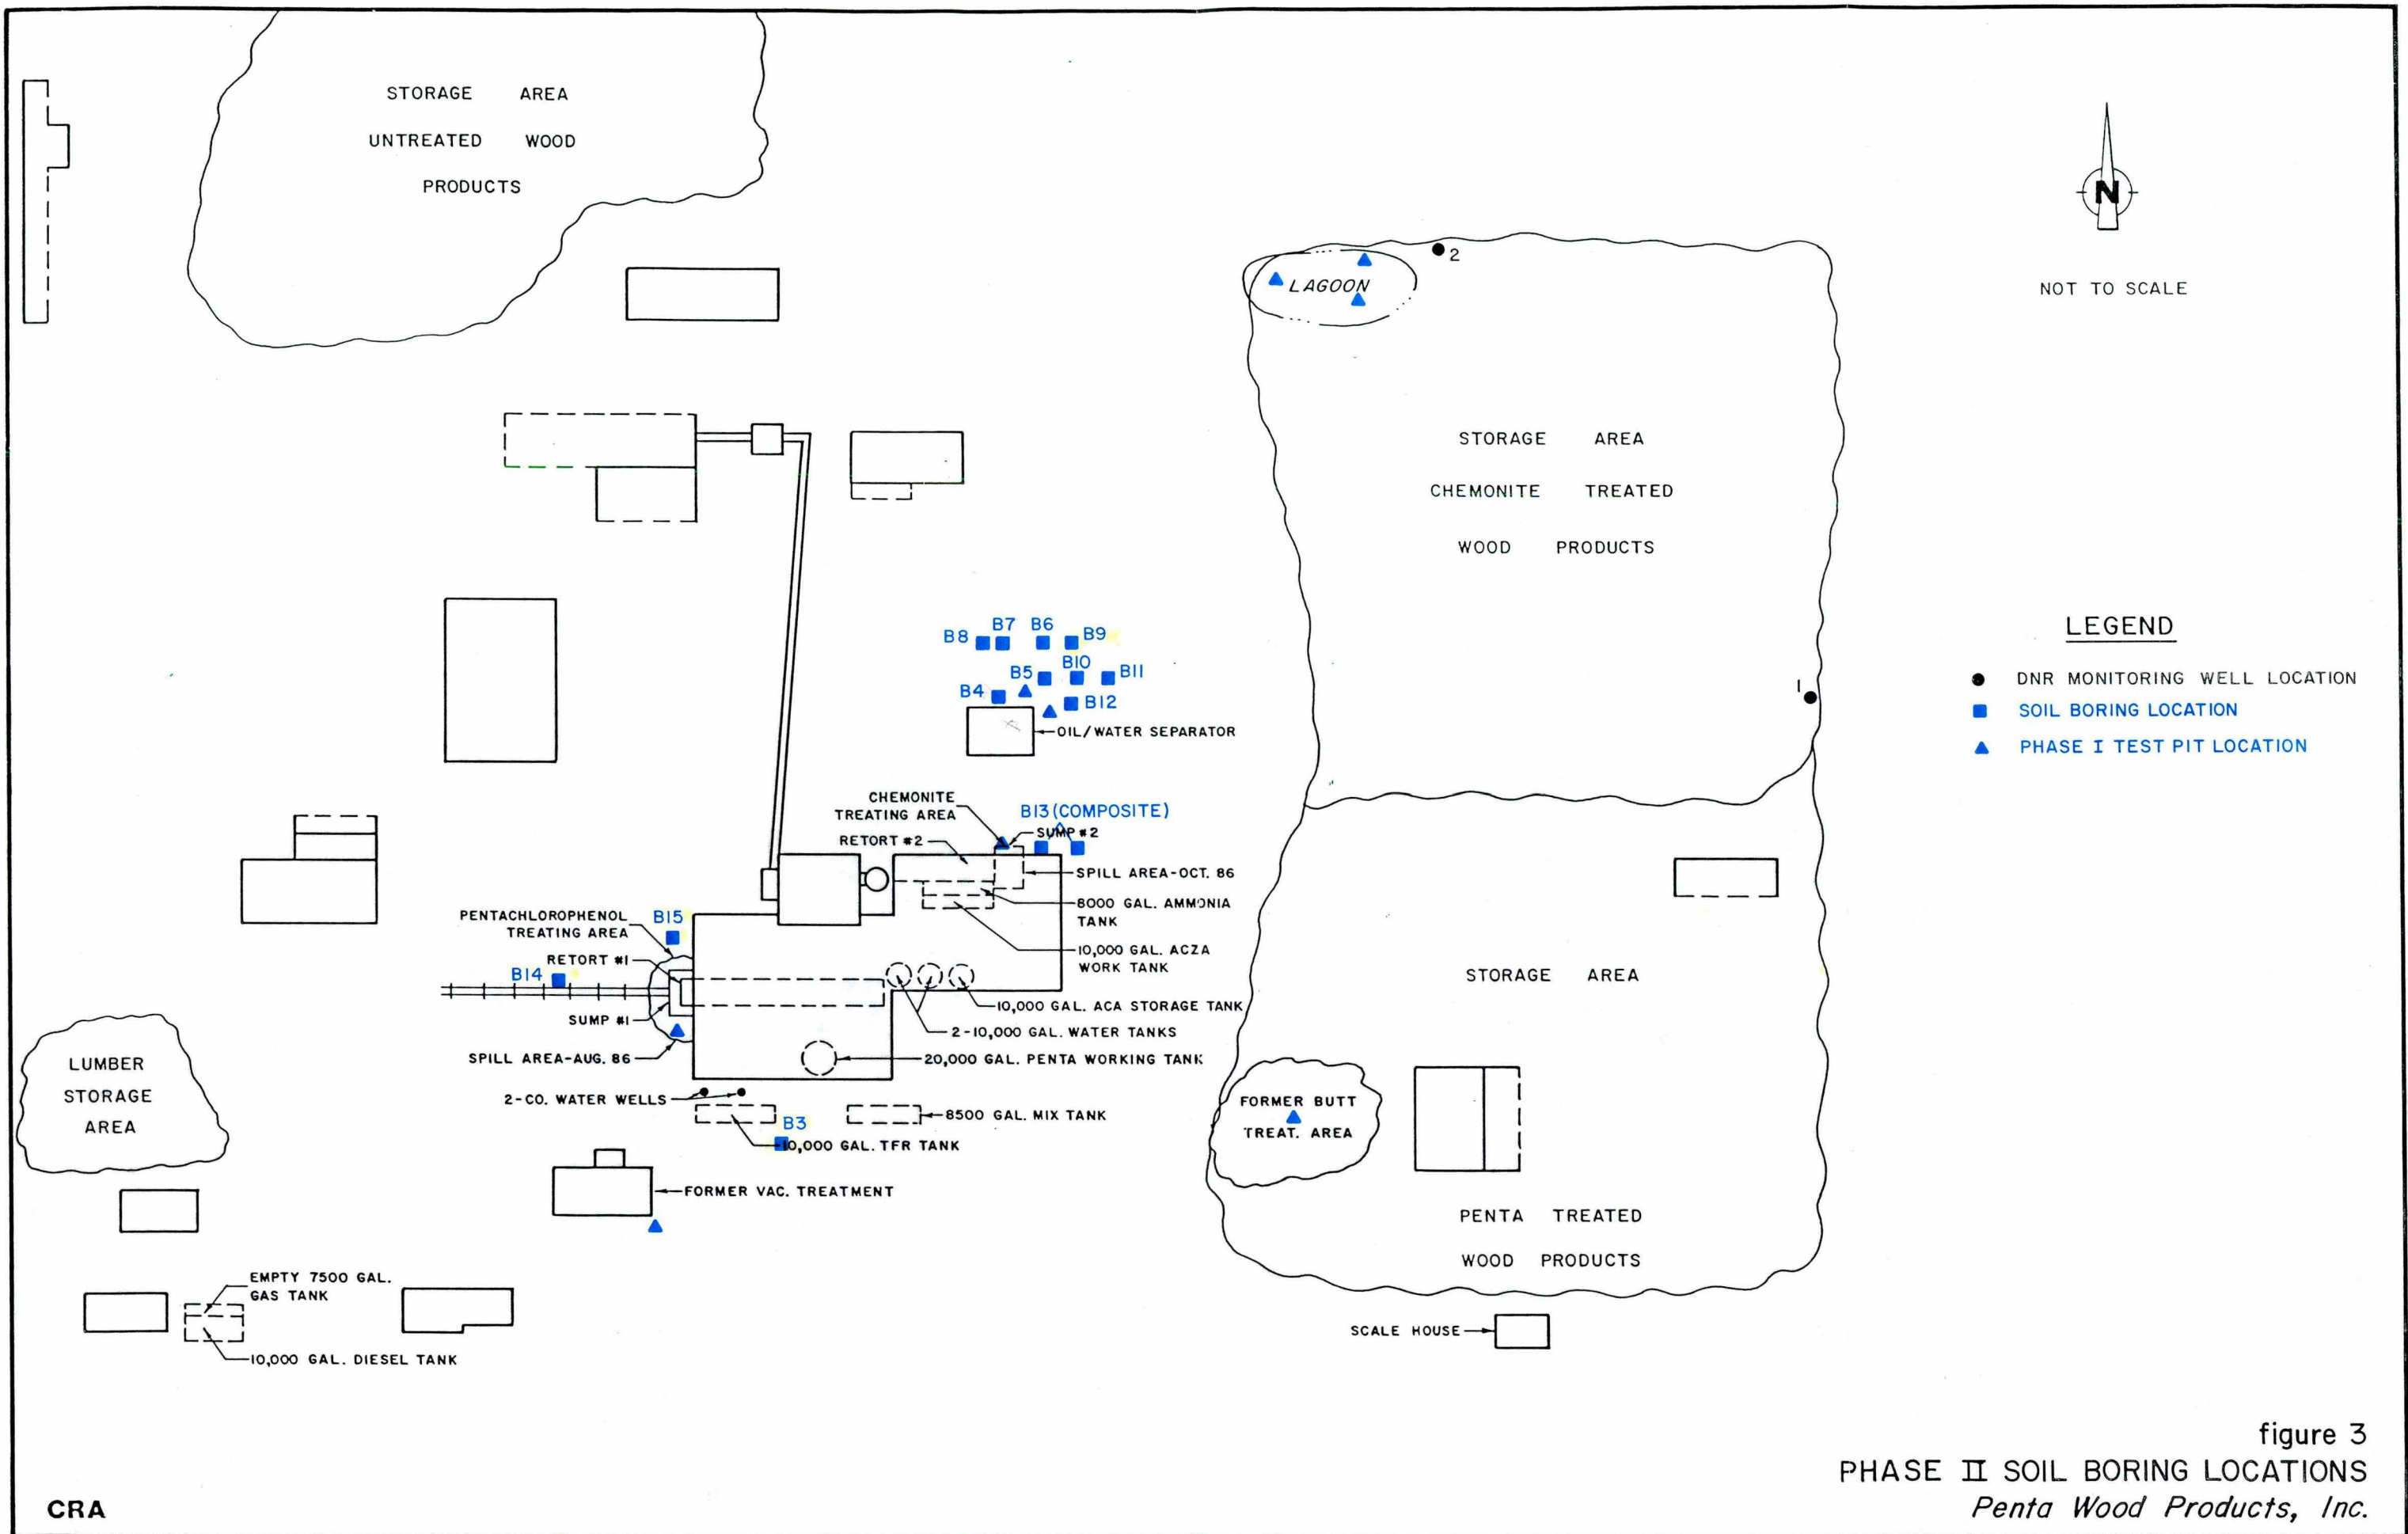 STORAGE AREA
UNTREATED WOOD
PRODUCTS
N
NOT TO SCALE
2
LAGOON
STORAGE AREA
CHEMONITE TREATED
WOOD PRODUCTS
1
LEGEND
DNR MONITORING WELL LOCATION
SOIL BORING LOCATION
PHASE I TEST PIT LOCATION
B8 B7 B6 B9
B5 B10 B11
B4 B12
OIL/WATER SEPARATOR
CHEMONITE
TREATING AREA
B13 (COMPOSITE)
SUMP #2
RETORT #2
SPILL AREA-OCT. 86
8000 GAL. AMMONIA
TANK
10,000 GAL. ACZA
WORK TANK
PENTACHLOROPHENOL
TREATING AREA
B15
RETORT #1
B14
SUMP #1
SPILL AREA-AUG. 86
10,000 GAL. ACA STORAGE TANK
2-10,000 GAL. WATER TANKS
20,000 GAL. PENTA WORKING TANK
2-CO. WATER WELLS
8500 GAL. MIX TANK
B3
10,000 GAL. TFR TANK
FORMER VAC. TREATMENT
LUMBER
STORAGE
AREA
EMPTY 7500 GAL.
GAS TANK
10,000 GAL. DIESEL TANK
STORAGE AREA
FORMER BUTT
TREAT. AREA
PENTA TREATED
WOOD PRODUCTS
SCALE HOUSE
figure 3
PHASE II SOIL BORING LOCATIONS
Penta Wood Products, Inc.
CRA